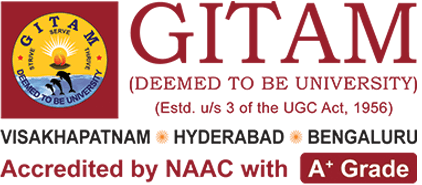 GITAM
STRIVE SERVE THRIVE
DEEMED TO BE UNIVERSITY
GITAM
(DEEMED TO BE UNIVERSITY)
(Estd. u/s 3 of the UGC Act, 1956)
VISAKHAPATNAM HYDERABAD BENGALURU
Accredited by NAAC with A+ Grade